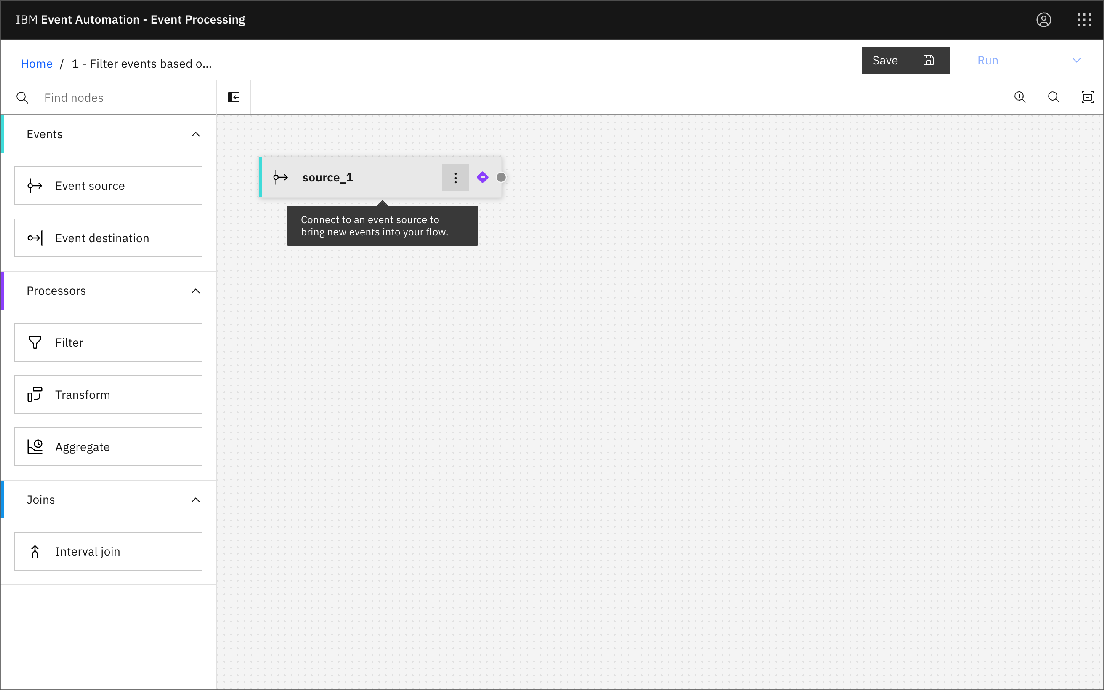 IBM Event Automation - Event Processing
Home / 1 - Filter events based o...
Save
Run
Find nodes
Events
Event source
Event destination
Processors
Filter
Transform
Aggregate
Joins
Interval join
source_1
Connect to an event source to
bring new events into your flow.